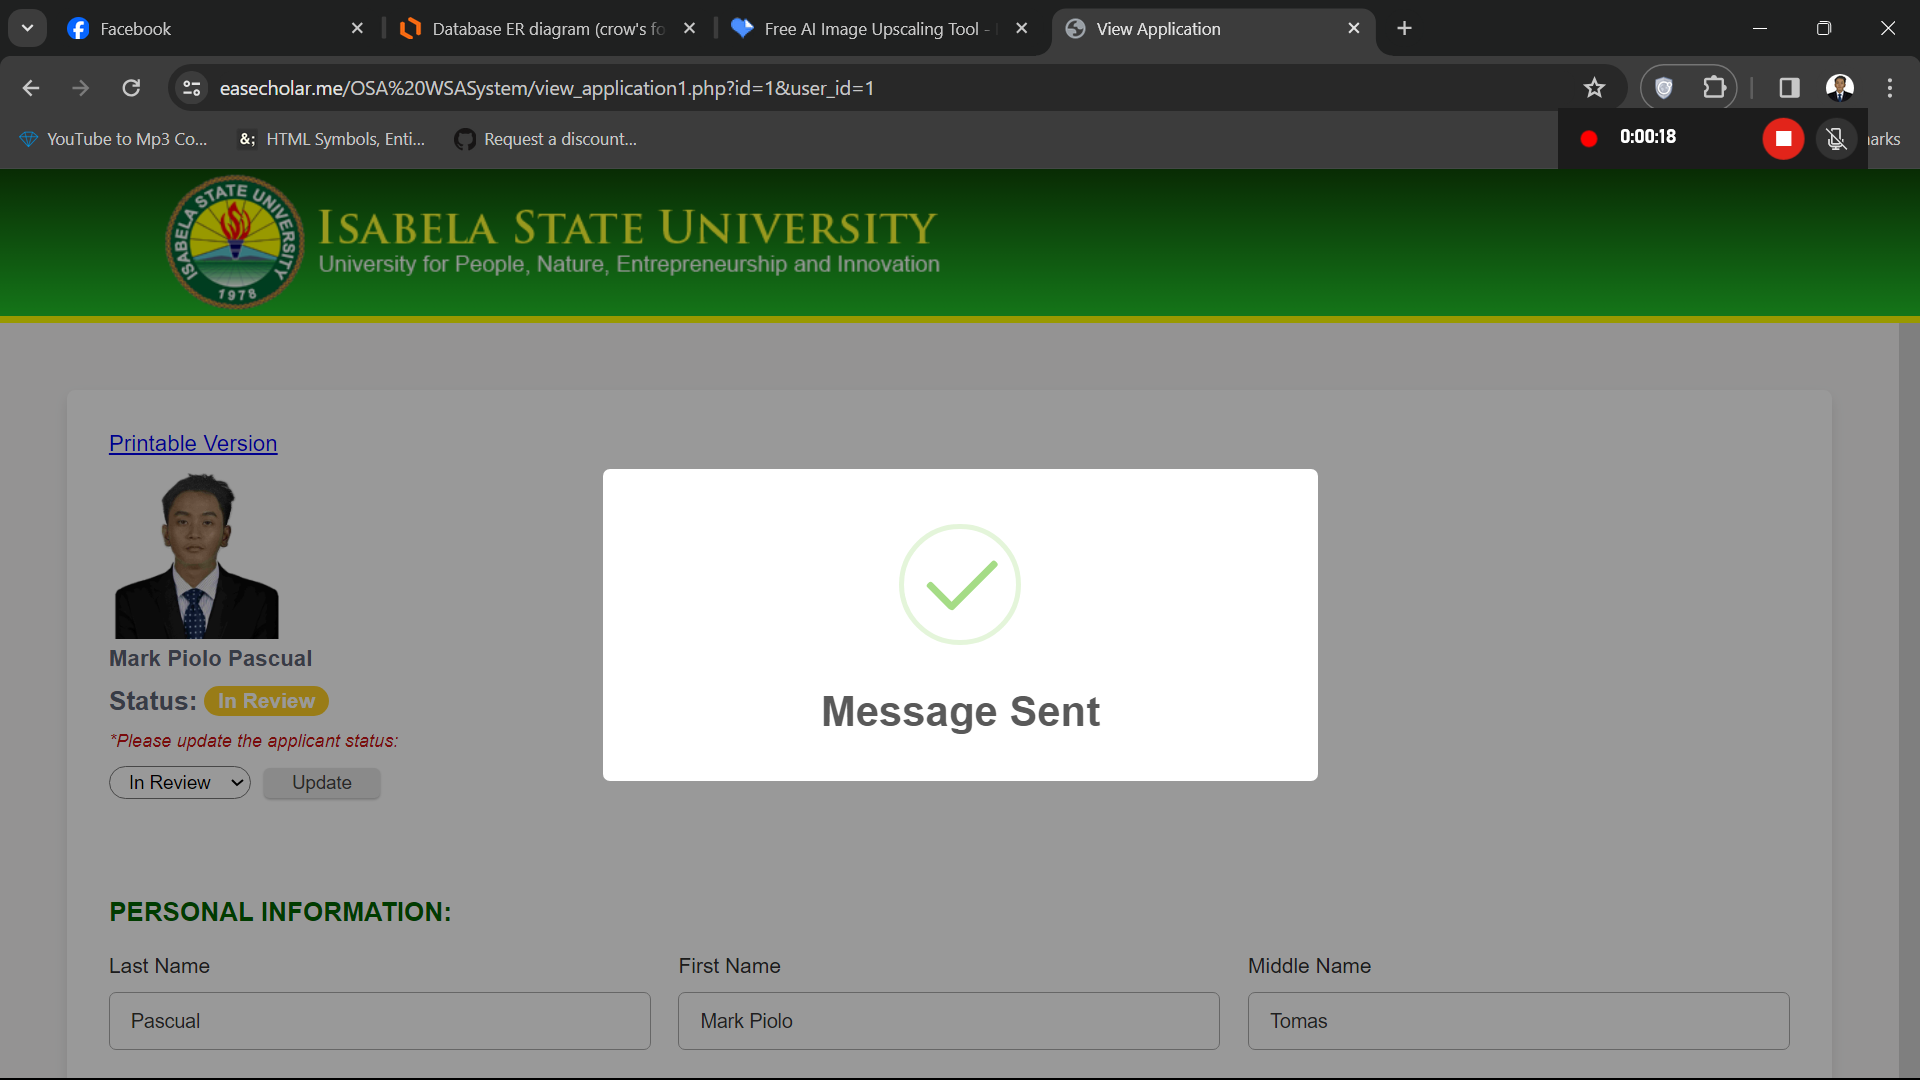 Facebook
Database ER diagram (crow's fo
Free AI Image Upscaling Tool -
View Application
easecholar.me/OSA%20WSASystem/view_application1.php?id=1&user_id=1
YouTube to Mp3 Co...
&; HTML Symbols, Enti...
Request a discount...
0:00:18
arks
ISABELA STATE UNIVERSITY
1978
ISABELA STATE UNIVERSITY
University for People, Nature, Entrepreneurship and Innovation
Printable Version
Mark Piolo Pascual
Status: In Review
*Please update the applicant status:
In Review
Update
Message Sent
PERSONAL INFORMATION:
Last Name
First Name
Middle Name
Pascual
Mark Piolo
Tomas